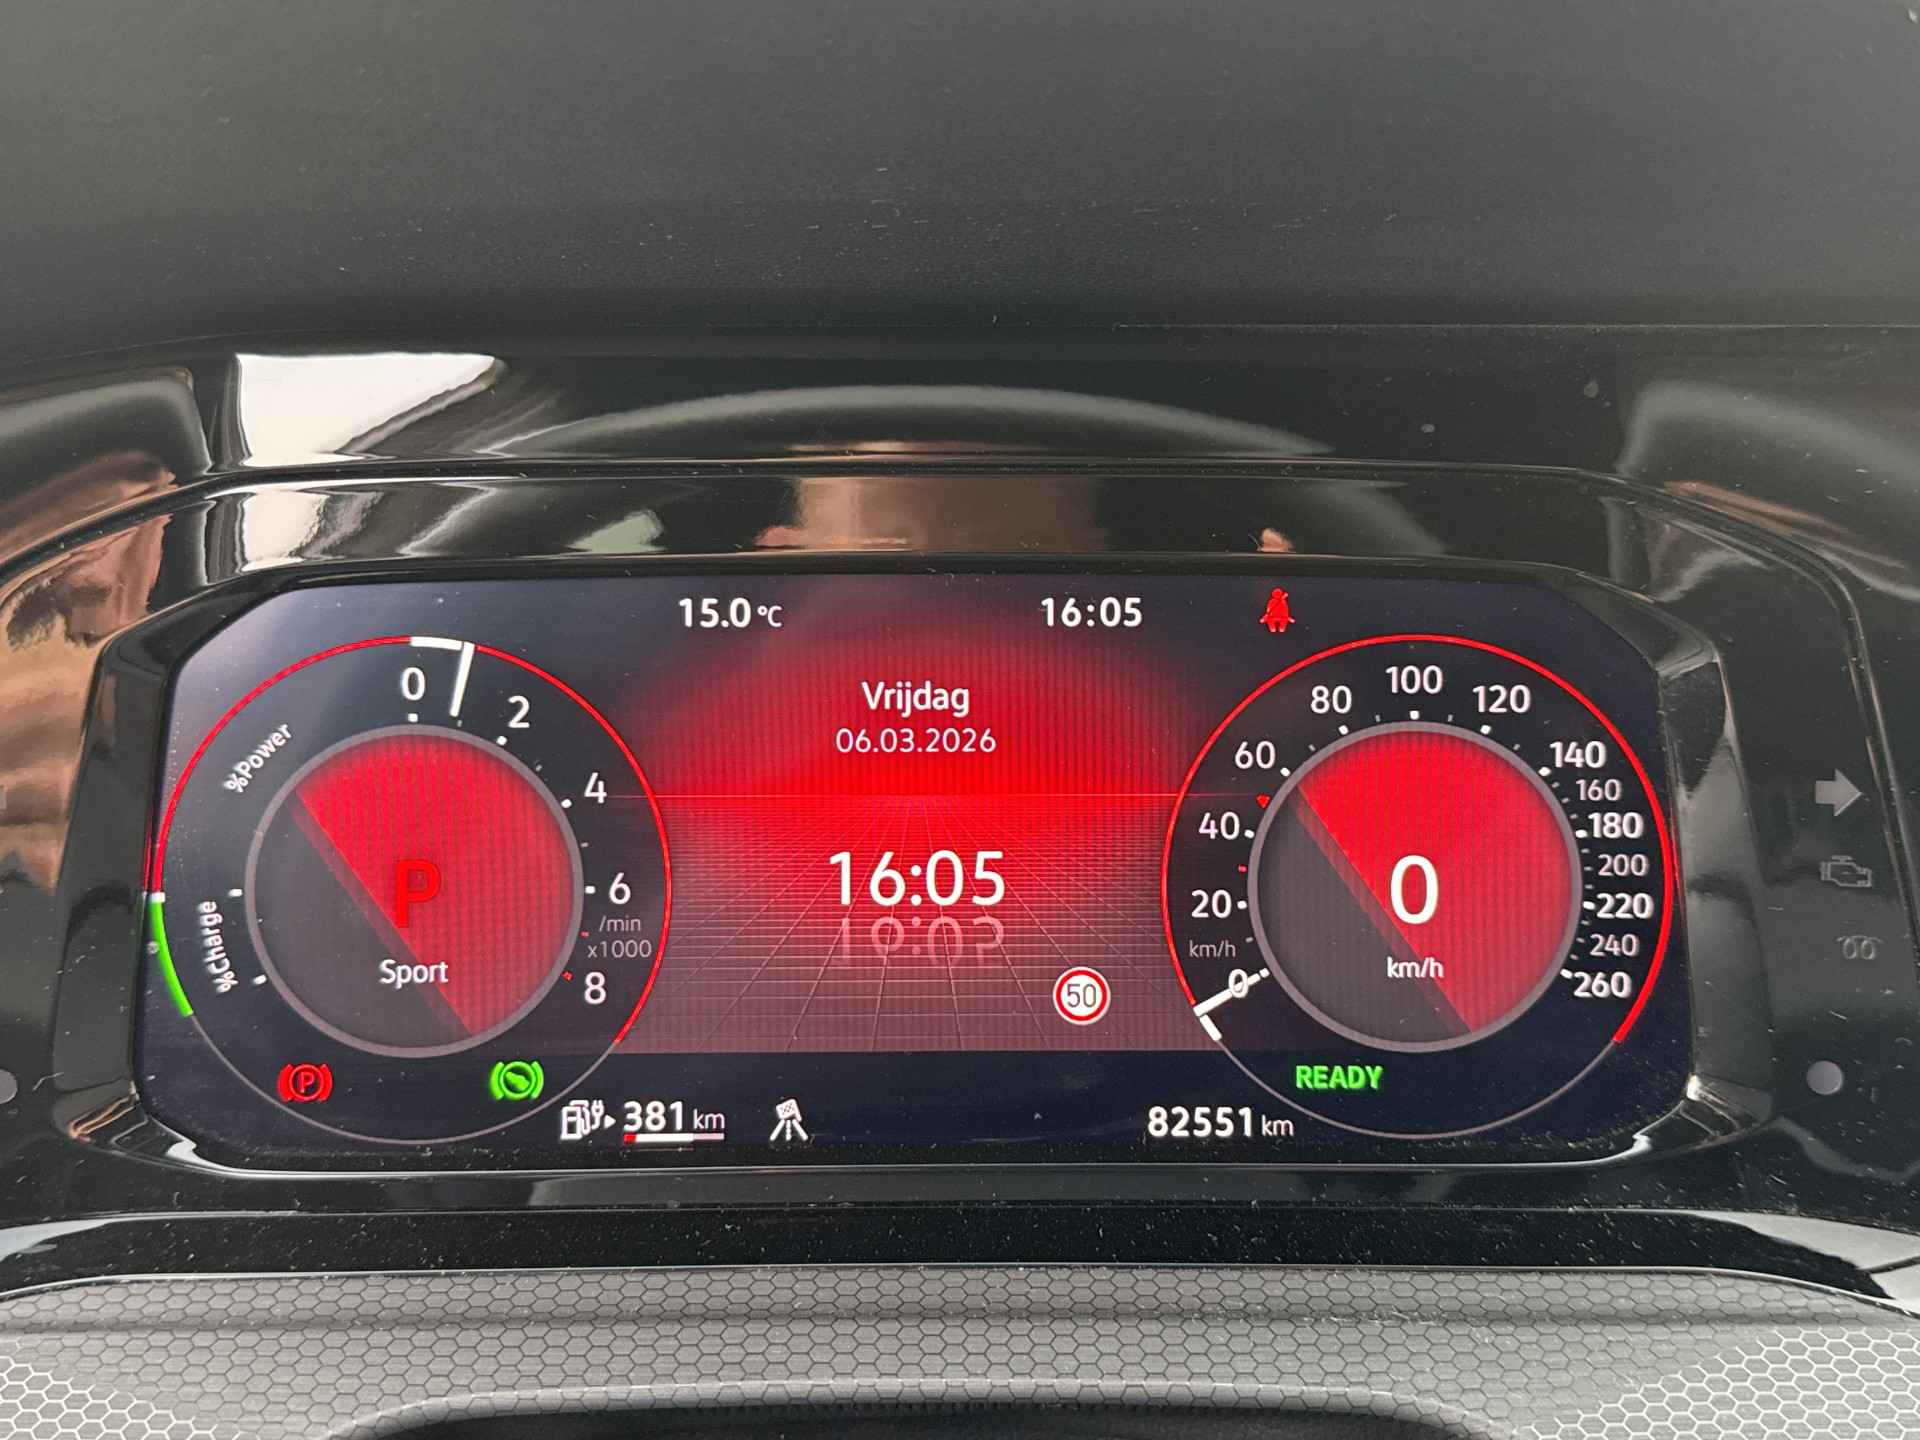 15.0 °C
16:05
Vrijdag
06.03.2026
16:05
50
%Power
%Charge
0
2
4
6
8
/min
x1000
P
Sport
0
20
40
60
80
100
120
140
160
180
200
220
240
260
km/h
0
km/h
P
READY
381 km
82551 km